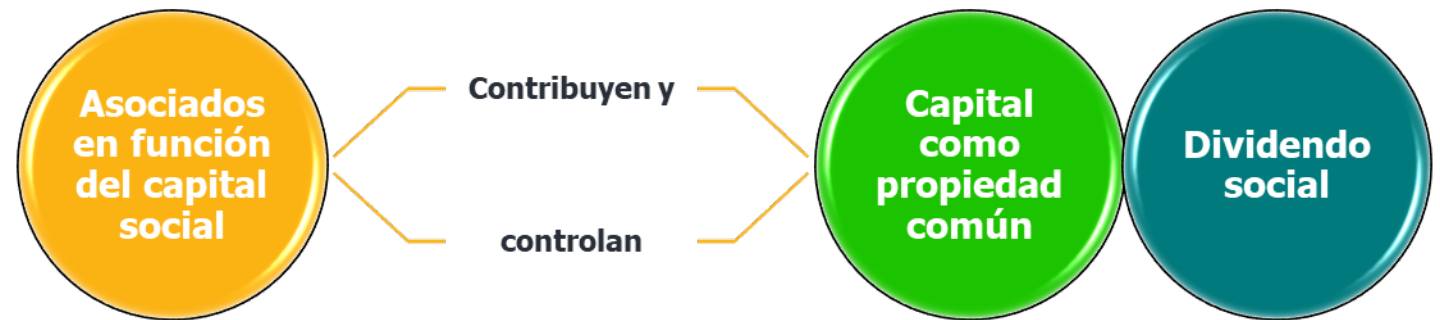 Asociados
en función
del capital
social
Contribuyen y
controlan
Capital
como
propiedad
común
Dividendo
social